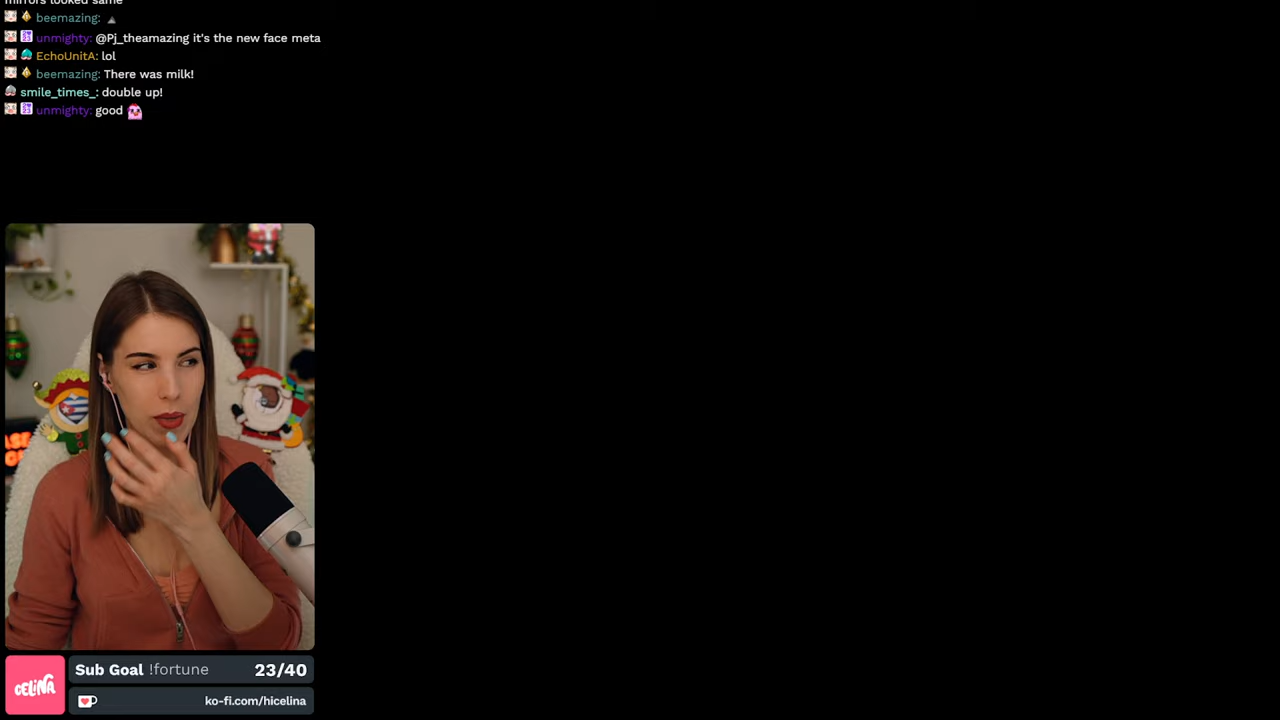 mirrors looked same
beemazing:
unmighty: @Pj_theamazing it's the new face meta
EchoUnitA: lol
beemazing: There was milk!
smile_times_: double up!
unmighty: good
CELINA
Sub Goal !fortune 23/40
ko-fi.com/hicelina